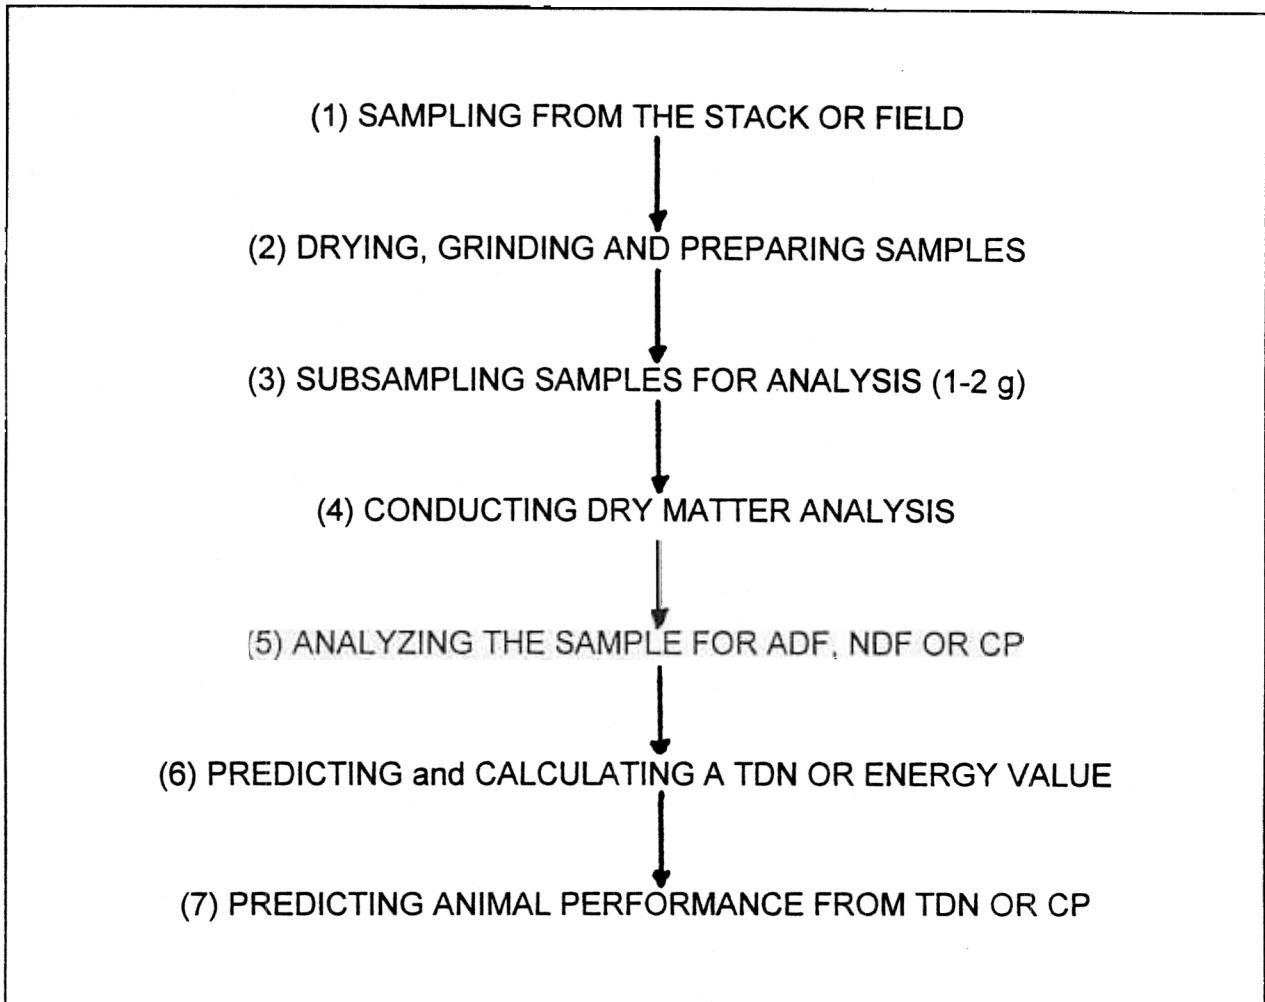 (1) SAMPLING FROM THE STACK OR FIELD
(2) DRYING, GRINDING AND PREPARING SAMPLES
(3) SUBSAMPLING SAMPLES FOR ANALYSIS (1-2 g)
(4) CONDUCTING DRY MATTER ANALYSIS
(5) ANALYZING THE SAMPLE FOR ADF, NDF OR CP
(6) PREDICTING and CALCULATING A TDN OR ENERGY VALUE
(7) PREDICTING ANIMAL PERFORMANCE FROM TDN OR CP